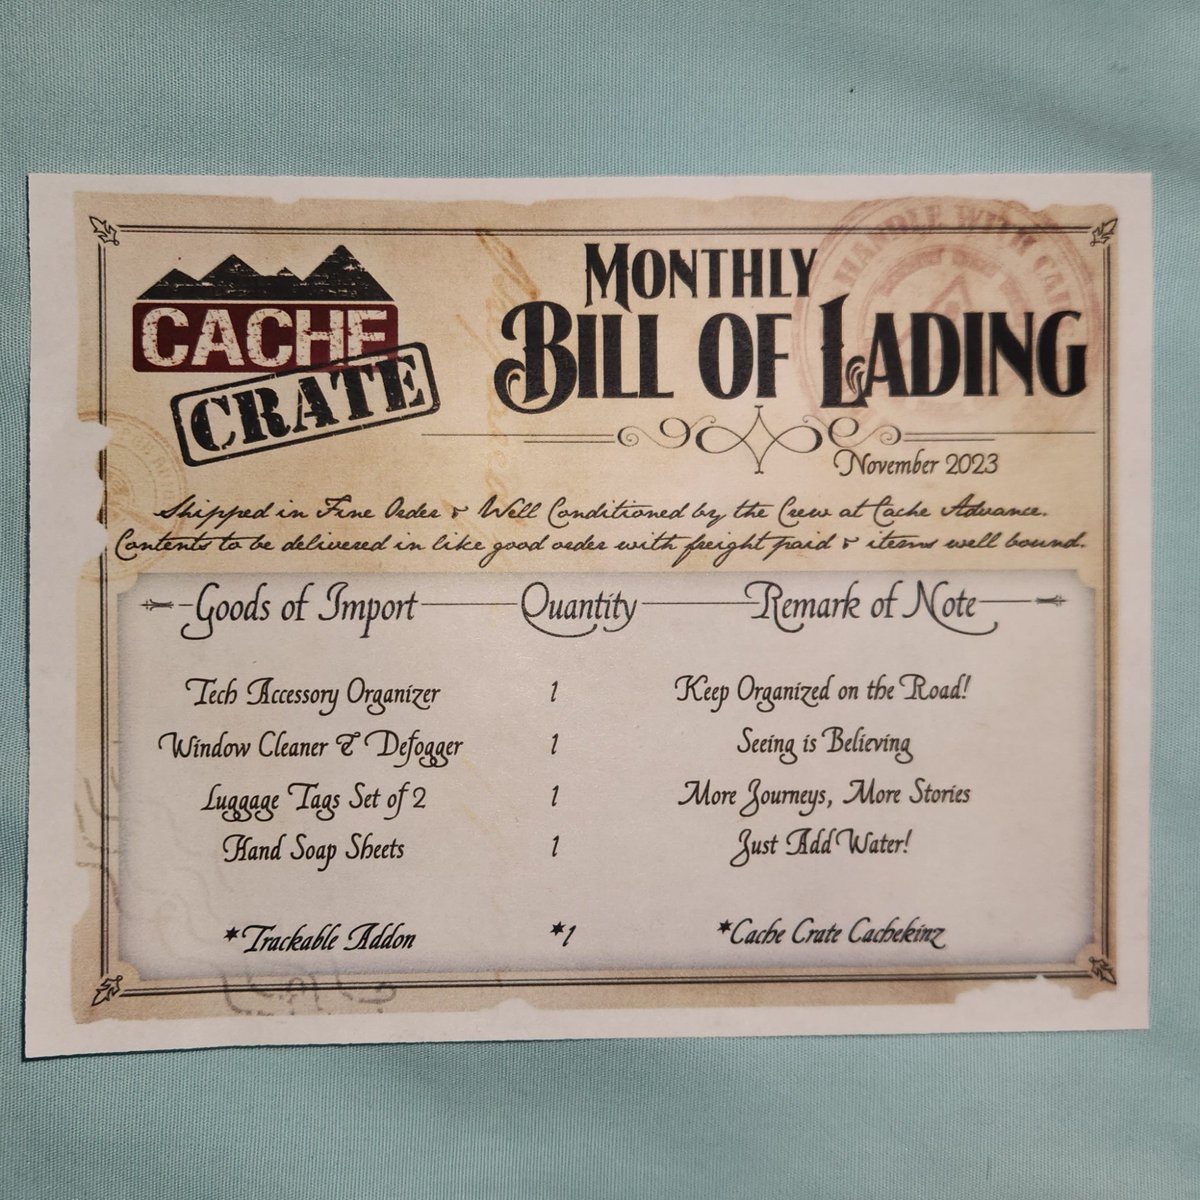 CACHE
CRATE
MONTHLY
BILL OF LADING
HANDLE WITH CARE
November 2023
Shipped in Fine Order & Well Conditioned by the Crew at Cache Advance.
Contents to be delivered in like good order with freight paid & items well bound.
Goods of Import Quantity Remark of Note
Tech Accessory Organizer 1 Keep Organized on the Road!
Window Cleaner & Defogger 1 Seeing is Believing
Luggage Tags Set of 2 1 More Journeys, More Stories
Hand Soap Sheets 1 Just Add Water!
*Trackable Addon *1 *Cache Crate Cachekinz